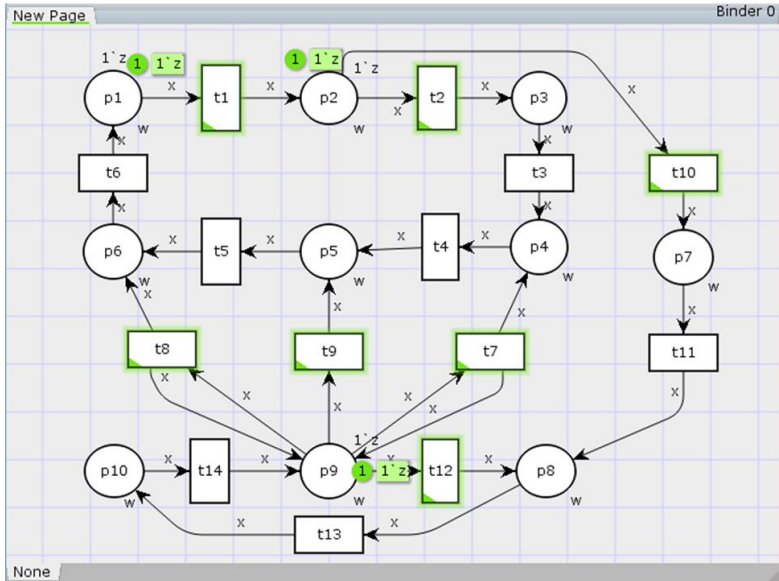 New Page
Binder 0
1`z 1 1`z
1 1`z
1`z
p1 x t1 x p2 x t2 x p3
w w w
x x x
t6 t3 t10
x x x
p6 x t5 x p5 x t4 x p4 p7
w w w w
x x x x
t8 t9 t7 t11
x x x x x x
1`z
p10 x t14 x p9 1 1`z x t12 x p8
w w w
x t13 x
None